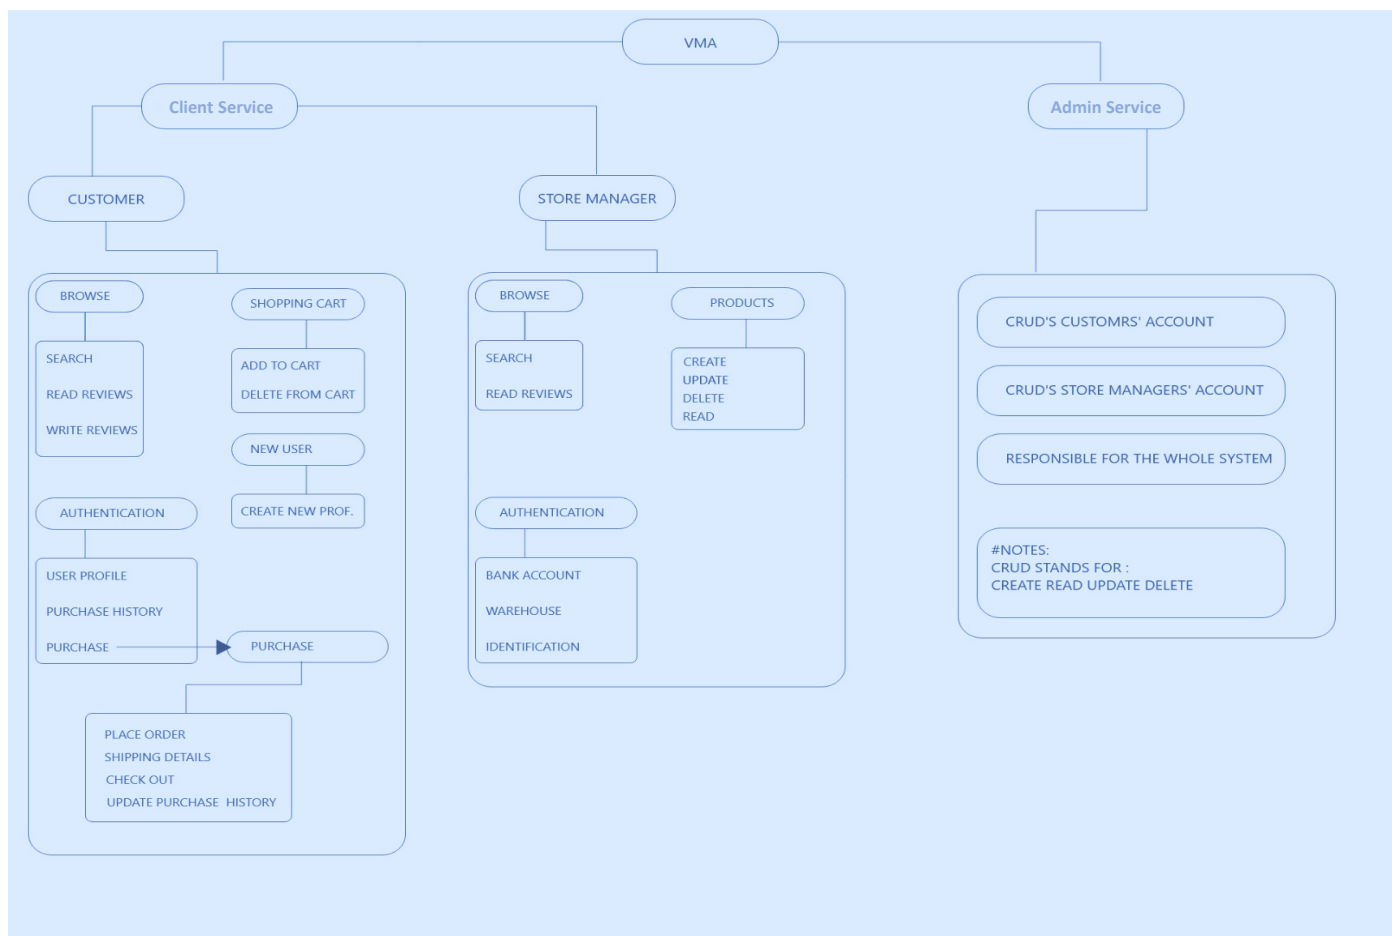 VMA
Client Service
Admin Service
CUSTOMER
STORE MANAGER
BROWSE
SEARCH
READ REVIEWS
WRITE REVIEWS
SHOPPING CART
ADD TO CART
DELETE FROM CART
NEW USER
CREATE NEW PROF.
AUTHENTICATION
USER PROFILE
PURCHASE HISTORY
PURCHASE
PURCHASE
PLACE ORDER
SHIPPING DETAILS
CHECK OUT
UPDATE PURCHASE HISTORY
BROWSE
SEARCH
READ REVIEWS
PRODUCTS
CREATE
UPDATE
DELETE
READ
AUTHENTICATION
BANK ACCOUNT
WAREHOUSE
IDENTIFICATION
CRUD'S CUSTOMRS' ACCOUNT
CRUD'S STORE MANAGERS' ACCOUNT
RESPONSIBLE FOR THE WHOLE SYSTEM
#NOTES:
CRUD STANDS FOR :
CREATE READ UPDATE DELETE